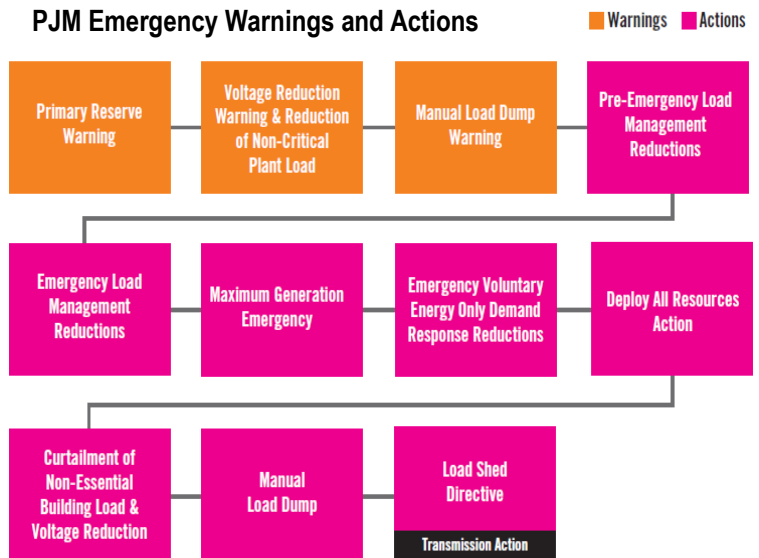 PJM Emergency Warnings and Actions
Warnings
Actions
Primary Reserve
Warning
Voltage Reduction
Warning & Reduction
of Non-Critical
Plant Load
Manual Load Dump
Warning
Pre-Emergency Load
Management
Reductions
Emergency Load
Management
Reductions
Maximum Generation
Emergency
Emergency Voluntary
Energy Only Demand
Response Reductions
Deploy All Resources
Action
Curtailment of
Non-Essential
Building Load &
Voltage Reduction
Manual
Load Dump
Load Shed
Directive
Transmission Action